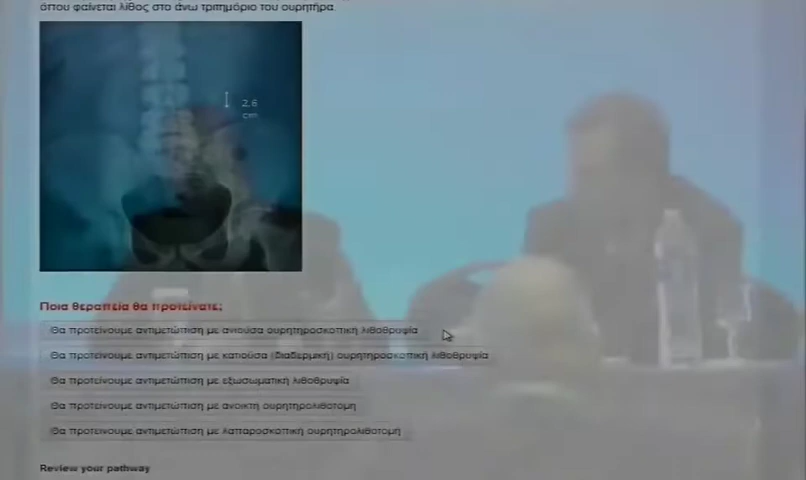 όπου φαίνεται λίθος στο άνω τριτημόριο του ουρητήρα.
2,6
cm
Ποια θεραπεία θα προτείνατε;
Θα προτείνουμε αντιμετώπιση με ανιούσα ουρητηροσκοπική λιθοθρυψία
Θα προτείνουμε αντιμετώπιση με κατιούσα (διαδερμική) ουρητηροσκοπική λιθοθρυψία
Θα προτείνουμε αντιμετώπιση με εξωσωματική λιθοθρυψία
Θα προτείνουμε αντιμετώπιση με ανοικτή ουρητηρολιθοτομή
Θα προτείνουμε αντιμετώπιση με λαπαροσκοπική ουρητηρολιθοτομή
Review your pathway